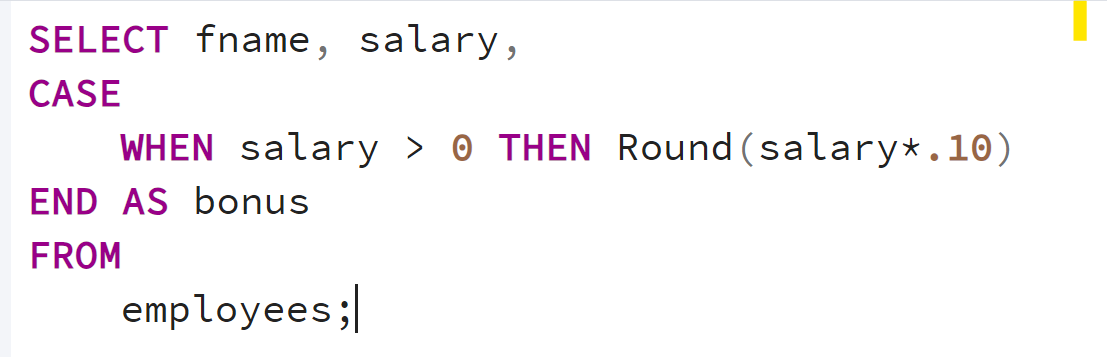 SELECT fname, salary,
CASE
    WHEN salary > 0 THEN Round(salary*.10)
END AS bonus
FROM
    employees;